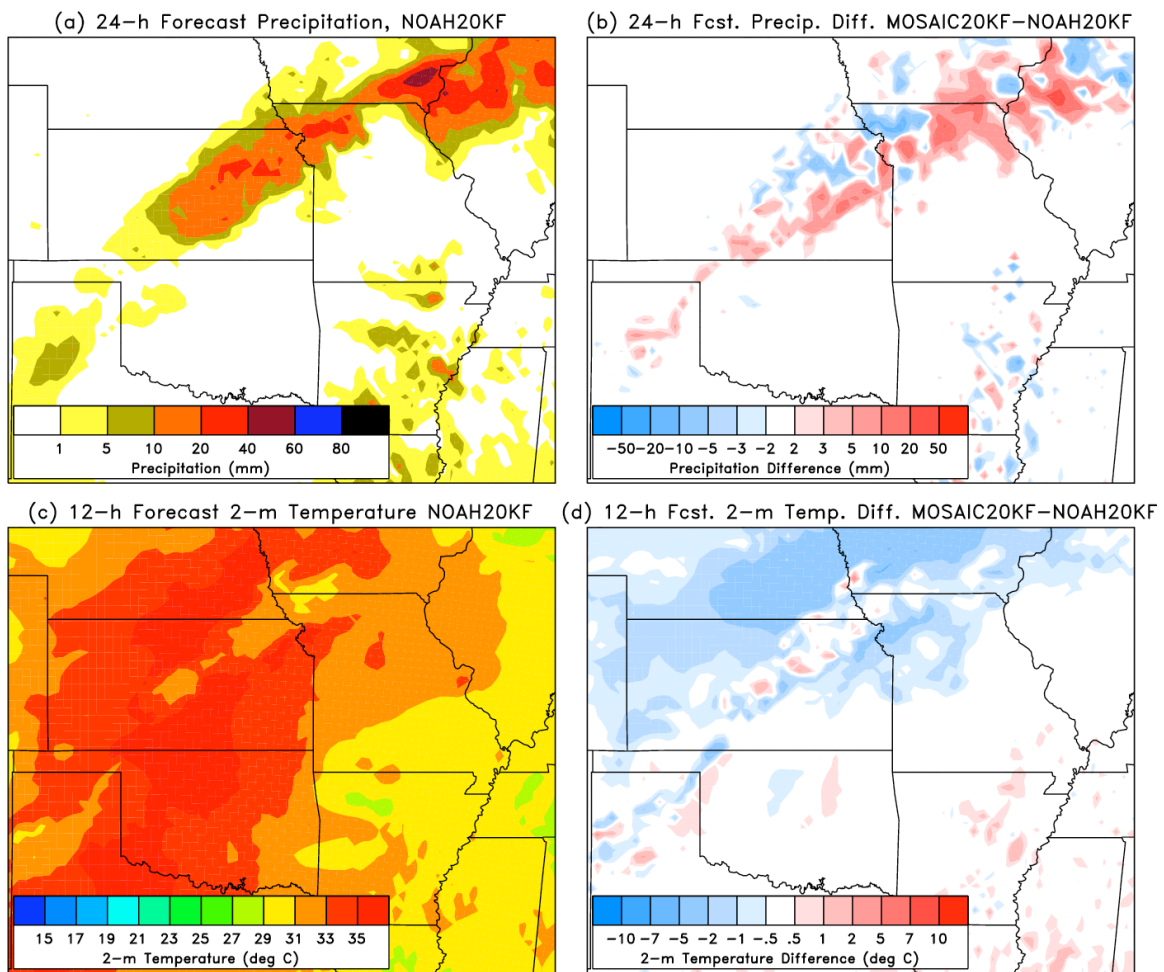 (a) 24-h Forecast Precipitation, NOAH20KF
(b) 24-h Fcst. Precip. Diff. MOSAIC20KF-NOAH20KF
1 5 10 20 40 60 80
Precipitation (mm)
-50 -20 -10 -5 -3 -2 2 3 5 10 20 50
Precipitation Difference (mm)
(c) 12-h Forecast 2-m Temperature NOAH20KF
(d) 12-h Fcst. 2-m Temp. Diff. MOSAIC20KF-NOAH20KF
15 17 19 21 23 25 27 29 31 33 35
2-m Temperature (deg C)
-10 -7 -5 -2 -1 -.5 .5 1 2 5 7 10
2-m Temperature Difference (deg C)